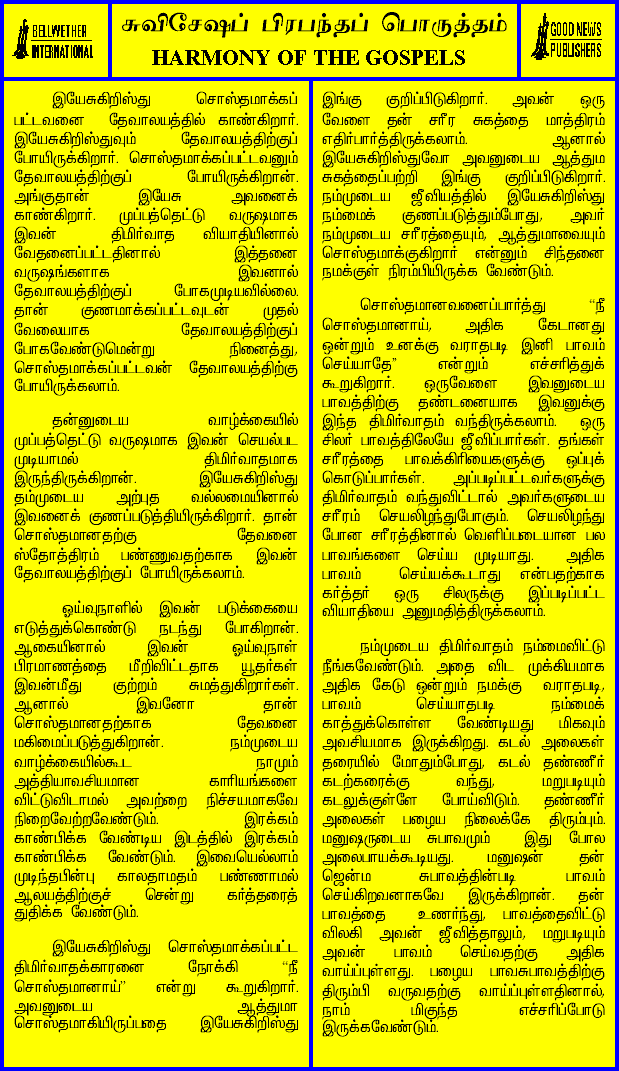 BELLWETHER
INTERNATIONAL
சுவிசேஷப் பிரபந்தப் பொருத்தம்
HARMONY OF THE GOSPELS
GOOD NEWS
PUBLISHERS
இயேசுகிறிஸ்து சொஸ்தமாக்கப்
பட்டவனை தேவாலயத்தில் காண்கிறார்.
இயேசுகிறிஸ்துவும் தேவாலயத்திற்குப்
போயிருக்கிறார். சொஸ்தமாக்கப்பட்டவனும்
தேவாலயத்திற்குப் போயிருக்கிறான்.
அங்குதான் இயேசு அவனைக்
காண்கிறார். முப்பத்தெட்டு வருஷமாக
இவன் திமிர்வாத வியாதியினால்
வேதனைப்பட்டதினால் இத்தனை
வருஷங்களாக இவனால்
தேவாலயத்திற்குப் போகமுடியவில்லை.
தான் குணமாக்கப்பட்டவுடன் முதல்
வேலையாக தேவாலயத்திற்குப்
போகவேண்டுமென்று நினைத்து,
சொஸ்தமாக்கப்பட்டவன் தேவாலயத்திற்கு
போயிருக்கலாம்.
தன்னுடைய வாழ்க்கையில்
முப்பத்தெட்டு வருஷமாக இவன் செயல்பட
முடியாமல் திமிர்வாதமாக
இருந்திருக்கிறான். இயேசுகிறிஸ்து
தம்முடைய அற்புத வல்லமையினால்
இவனைக் குணப்படுத்தியிருக்கிறார். தான்
சொஸ்தமானதற்கு தேவனை
ஸ்தோத்திரம் பண்ணுவதற்காக இவன்
தேவாலயத்திற்குப் போயிருக்கலாம்.
ஓய்வுநாளில் இவன் படுக்கையை
எடுத்துக்கொண்டு நடந்து போகிறான்.
ஆகையினால் இவன் ஓய்வுநாள்
பிரமாணத்தை மீறிவிட்டதாக யூதர்கள்
இவன்மீது குற்றம் சுமத்துகிறார்கள்.
ஆனால் இவனோ தான்
சொஸ்தமானதற்காக தேவனை
மகிமைப்படுத்துகிறான். நம்முடைய
வாழ்க்கையில்கூட நாமும்
அத்தியாவசியமான காரியங்களை
விட்டுவிடாமல் அவற்றை நிச்சயமாகவே
நிறைவேற்றவேண்டும். இரக்கம்
காண்பிக்க வேண்டிய இடத்தில் இரக்கம்
காண்பிக்க வேண்டும். இவையெல்லாம்
முடிந்தபின்பு காலதாமதம் பண்ணாமல்
ஆலயத்திற்குச் சென்று கர்த்தரைத்
துதிக்க வேண்டும்.
இயேசுகிறிஸ்து சொஸ்தமாக்கப்பட்ட
திமிர்வாதக்காரனை நோக்கி “நீ
சொஸ்தமானாய்” என்று கூறுகிறார்.
அவனுடைய ஆத்துமா
சொஸ்தமாகியிருப்பதை இயேசுகிறிஸ்து
இங்கு குறிப்பிடுகிறார். அவன் ஒரு
வேளை தன் சரீர சுகத்தை மாத்திரம்
எதிர்பார்த்திருக்கலாம். ஆனால்
இயேசுகிறிஸ்துவோ அவனுடைய ஆத்தும
சுகத்தைப்பற்றி இங்கு குறிப்பிடுகிறார்.
நம்முடைய ஜீவியத்தில் இயேசுகிறிஸ்து
நம்மைக் குணப்படுத்தும்போது, அவர்
நம்முடைய சரீரத்தையும், ஆத்துமாவையும்
சொஸ்தமாக்குகிறார் என்னும் சிந்தனை
நமக்குள் நிரம்பியிருக்க வேண்டும்.
சொஸ்தமானவனைப்பார்த்து “நீ
சொஸ்தமானாய், அதிக கேடானது
ஒன்றும் உனக்கு வராதபடி இனி பாவம்
செய்யாதே” என்றும் எச்சரித்துக்
கூறுகிறார். ஒருவேளை இவனுடைய
பாவத்திற்கு தண்டனையாக இவனுக்கு
இந்த திமிர்வாதம் வந்திருக்கலாம். ஒரு
சிலர் பாவத்திலேயே ஜீவிப்பார்கள். தங்கள்
சரீரத்தை பாவக்கிரியைகளுக்கு ஒப்புக்
கொடுப்பார்கள். அப்படிப்பட்டவர்களுக்கு
திமிர்வாதம் வந்துவிட்டால் அவர்களுடைய
சரீரம் செயலிழந்துபோகும். செயலிழந்து
போன சரீரத்தினால் வெளிப்படையான பல
பாவங்களை செய்ய முடியாது. அதிக
பாவம் செய்யக்கூடாது என்பதற்காக
கர்த்தர் ஒரு சிலருக்கு இப்படிப்பட்ட
வியாதியை அனுமதித்திருக்கலாம்.
நம்முடைய திமிர்வாதம் நம்மைவிட்டு
நீங்கவேண்டும். அதை விட முக்கியமாக
அதிக கேடு ஒன்றும் நமக்கு வராதபடி,
பாவம் செய்யாதபடி நம்மைக்
காத்துக்கொள்ள வேண்டியது மிகவும்
அவசியமாக இருக்கிறது. கடல் அலைகள்
தரையில் மோதும்போது, கடல் தண்ணீர்
கடற்கரைக்கு வந்து, மறுபடியும்
கடலுக்குள்ளே போய்விடும். தண்ணீர்
அலைகள் பழைய நிலைக்கே திரும்பும்.
மனுஷருடைய சுபாவமும் இது போல
அலைபாயக்கூடியது. மனுஷன் தன்
ஜென்ம சுபாவத்தின்படி பாவம்
செய்கிறவனாகவே இருக்கிறான். தன்
பாவத்தை உணர்ந்து, பாவத்தைவிட்டு
விலகி அவன் ஜீவித்தாலும், மறுபடியும்
அவன் பாவம் செய்வதற்கு அதிக
வாய்ப்புள்ளது. பழைய பாவசுபாவத்திற்கு
திரும்பி வருவதற்கு வாய்ப்புள்ளதினால்,
நாம் மிகுந்த எச்சரிப்போடு
இருக்கவேண்டும்.